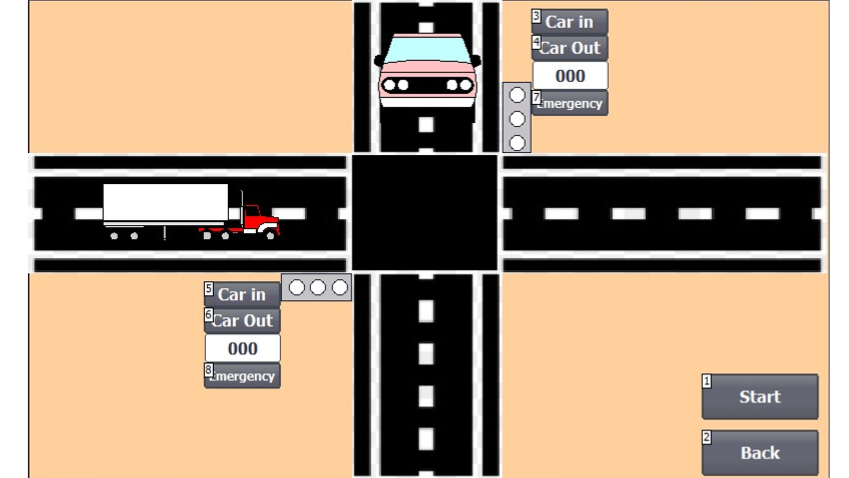 3
Car in
4
Car Out
000
7
Emergency
5
Car in
6
Car Out
000
8
Emergency
1
Start
2
Back